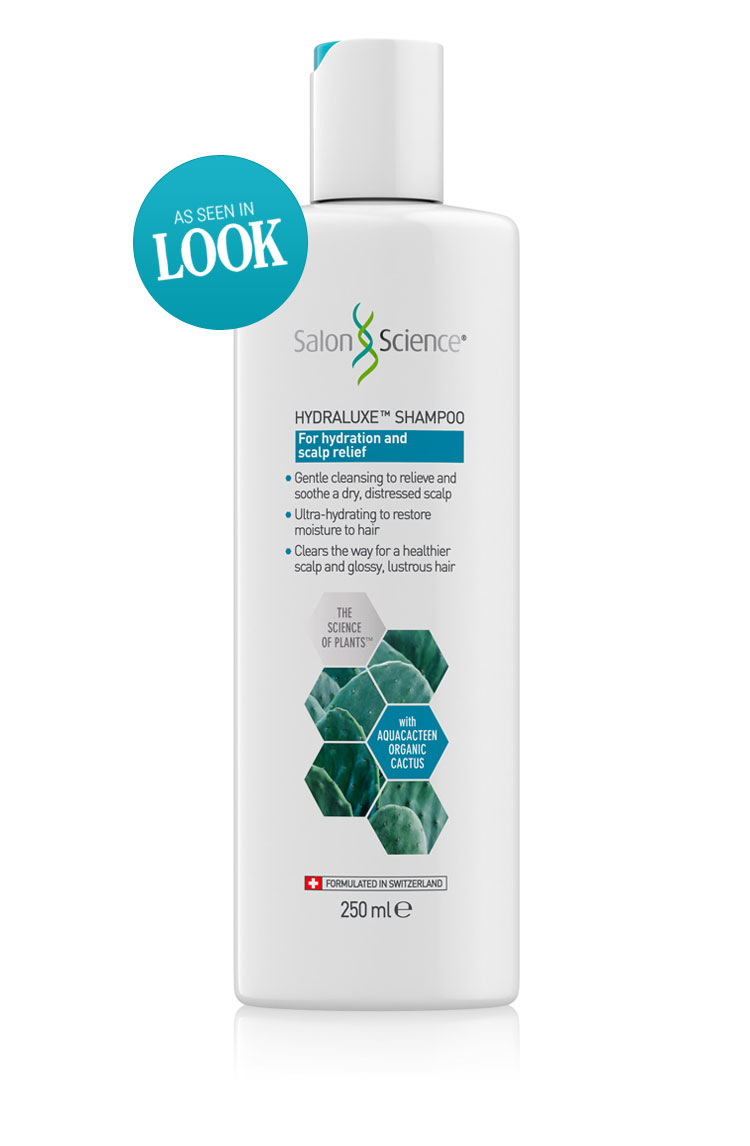 AS SEEN IN
LOOK
Salon Science®
HYDRALUXE™ SHAMPOO
For hydration and
scalp relief
• Gentle cleansing to relieve and
soothe a dry, distressed scalp
• Ultra-hydrating to restore
moisture to hair
• Clears the way for a healthier
scalp and glossy, lustrous hair
THE
SCIENCE
OF PLANTS™
with
AQUACACTEEN
ORGANIC
CACTUS
FORMULATED IN SWITZERLAND
250 ml ℮